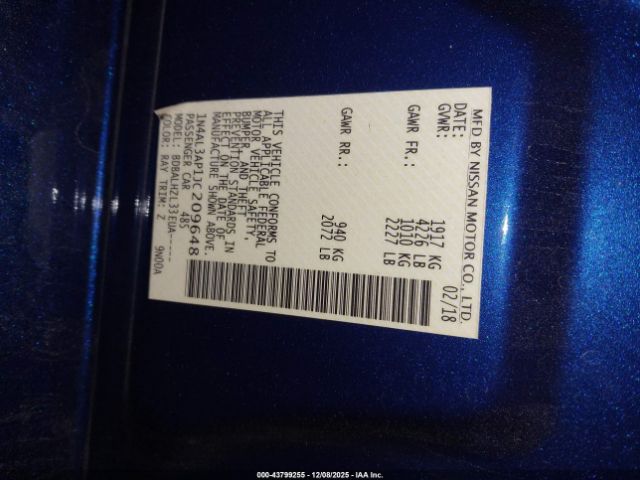 MFD BY NISSAN MOTOR CO., LTD.
DATE: 02/18
GVWR: 1917 KG
4226 LB
GAWR FR.: 1010 KG
2227 LB
GAWR RR.: 940 KG
2072 LB
THIS VEHICLE CONFORMS TO
ALL APPLICABLE FEDERAL
MOTOR VEHICLE SAFETY,
BUMPER, AND THEFT
PREVENTION STANDARDS IN
EFFECT ON THE DATE OF
MANUFACTURE SHOWN ABOVE.
1N4AL3AP1JC209648
PASSENGER CAR 485
MODEL: BDBALHZL33EUA-----
COLOR: RAY TRIM: Z 9N00A
000-43799255 - 12/08/2025 - IAA Inc.